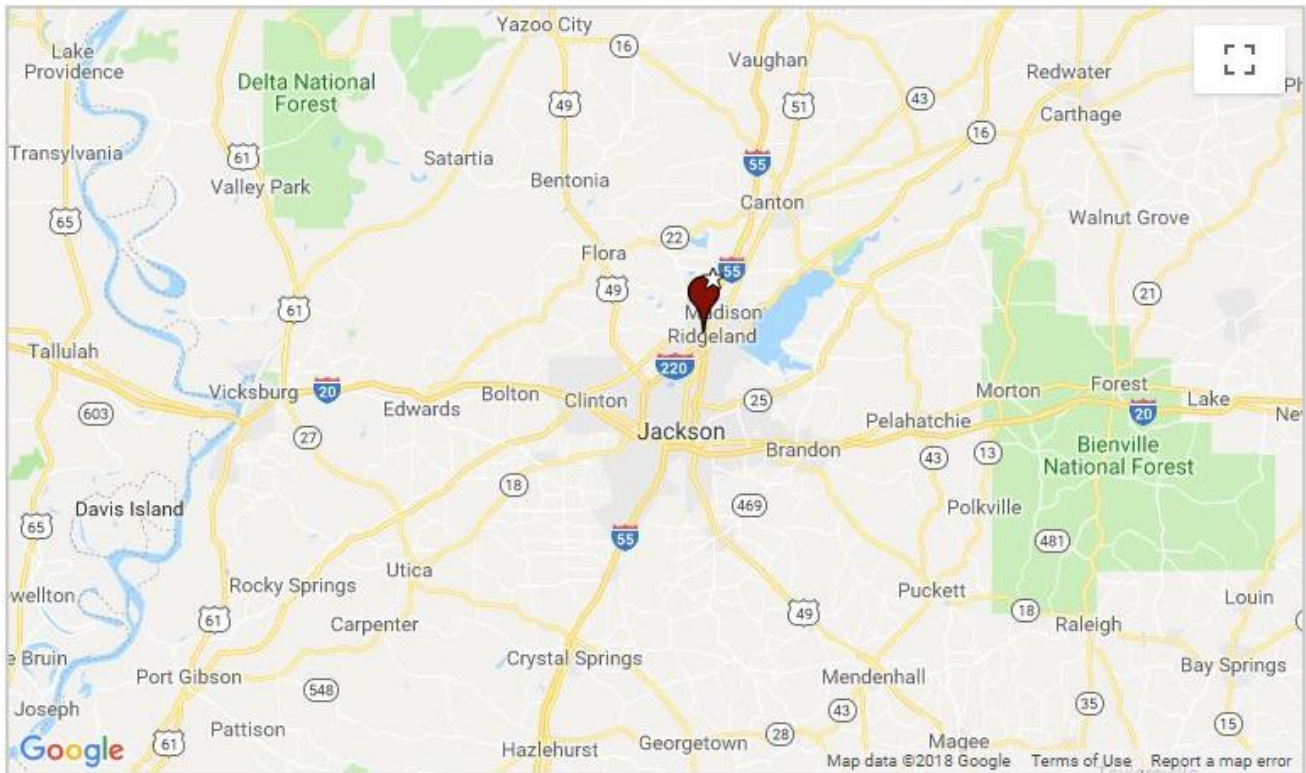 Yazoo City
16
Vaughan
Lake
Providence
Delta National
Forest
Redwater
Carthage
49
51
43
16
Transylvania
61
Satartia
55
Valley Park
Bentonia
Canton
65
Walnut Grove
22
Flora
55
49
21
61
Madison
Ridgeland
Tallulah
220
Vicksburg
20
Edwards
Bolton
Clinton
25
Morton
Forest
Lake
603
20
27
Jackson
Pelahatchie
Brandon
43
13
Bienville
National Forest
18
Davis Island
469
Polkville
65
55
481
Utica
Rocky Springs
Puckett
Louin
61
49
18
Carpenter
Raleigh
Crystal Springs
Bay Springs
Port Gibson
Mendenhall
548
Joseph
43
35
15
Pattison
28
61
Georgetown
Magee
Hazlehurst
Google
Map data ©2018 Google Terms of Use Report a map error